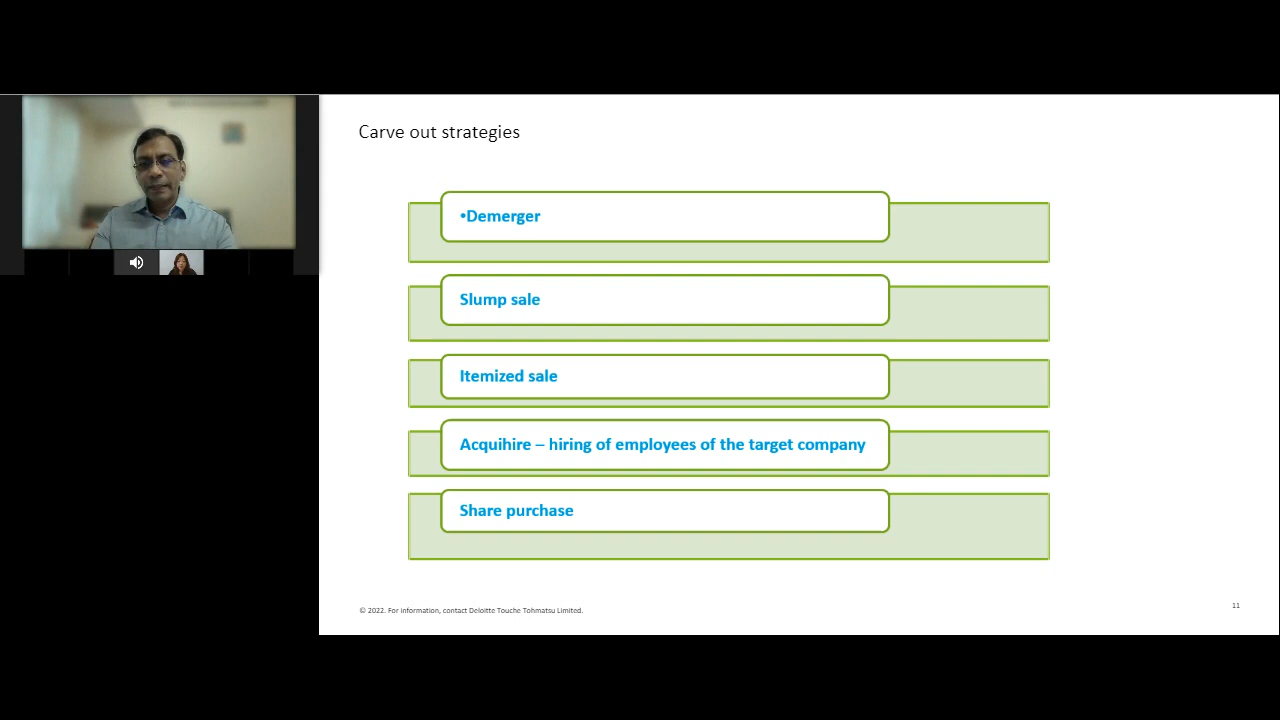 Carve out strategies
•Demerger
Slump sale
Itemized sale
Acquihire – hiring of employees of the target company
Share purchase
© 2022. For information, contact Deloitte Touche Tohmatsu Limited.
11